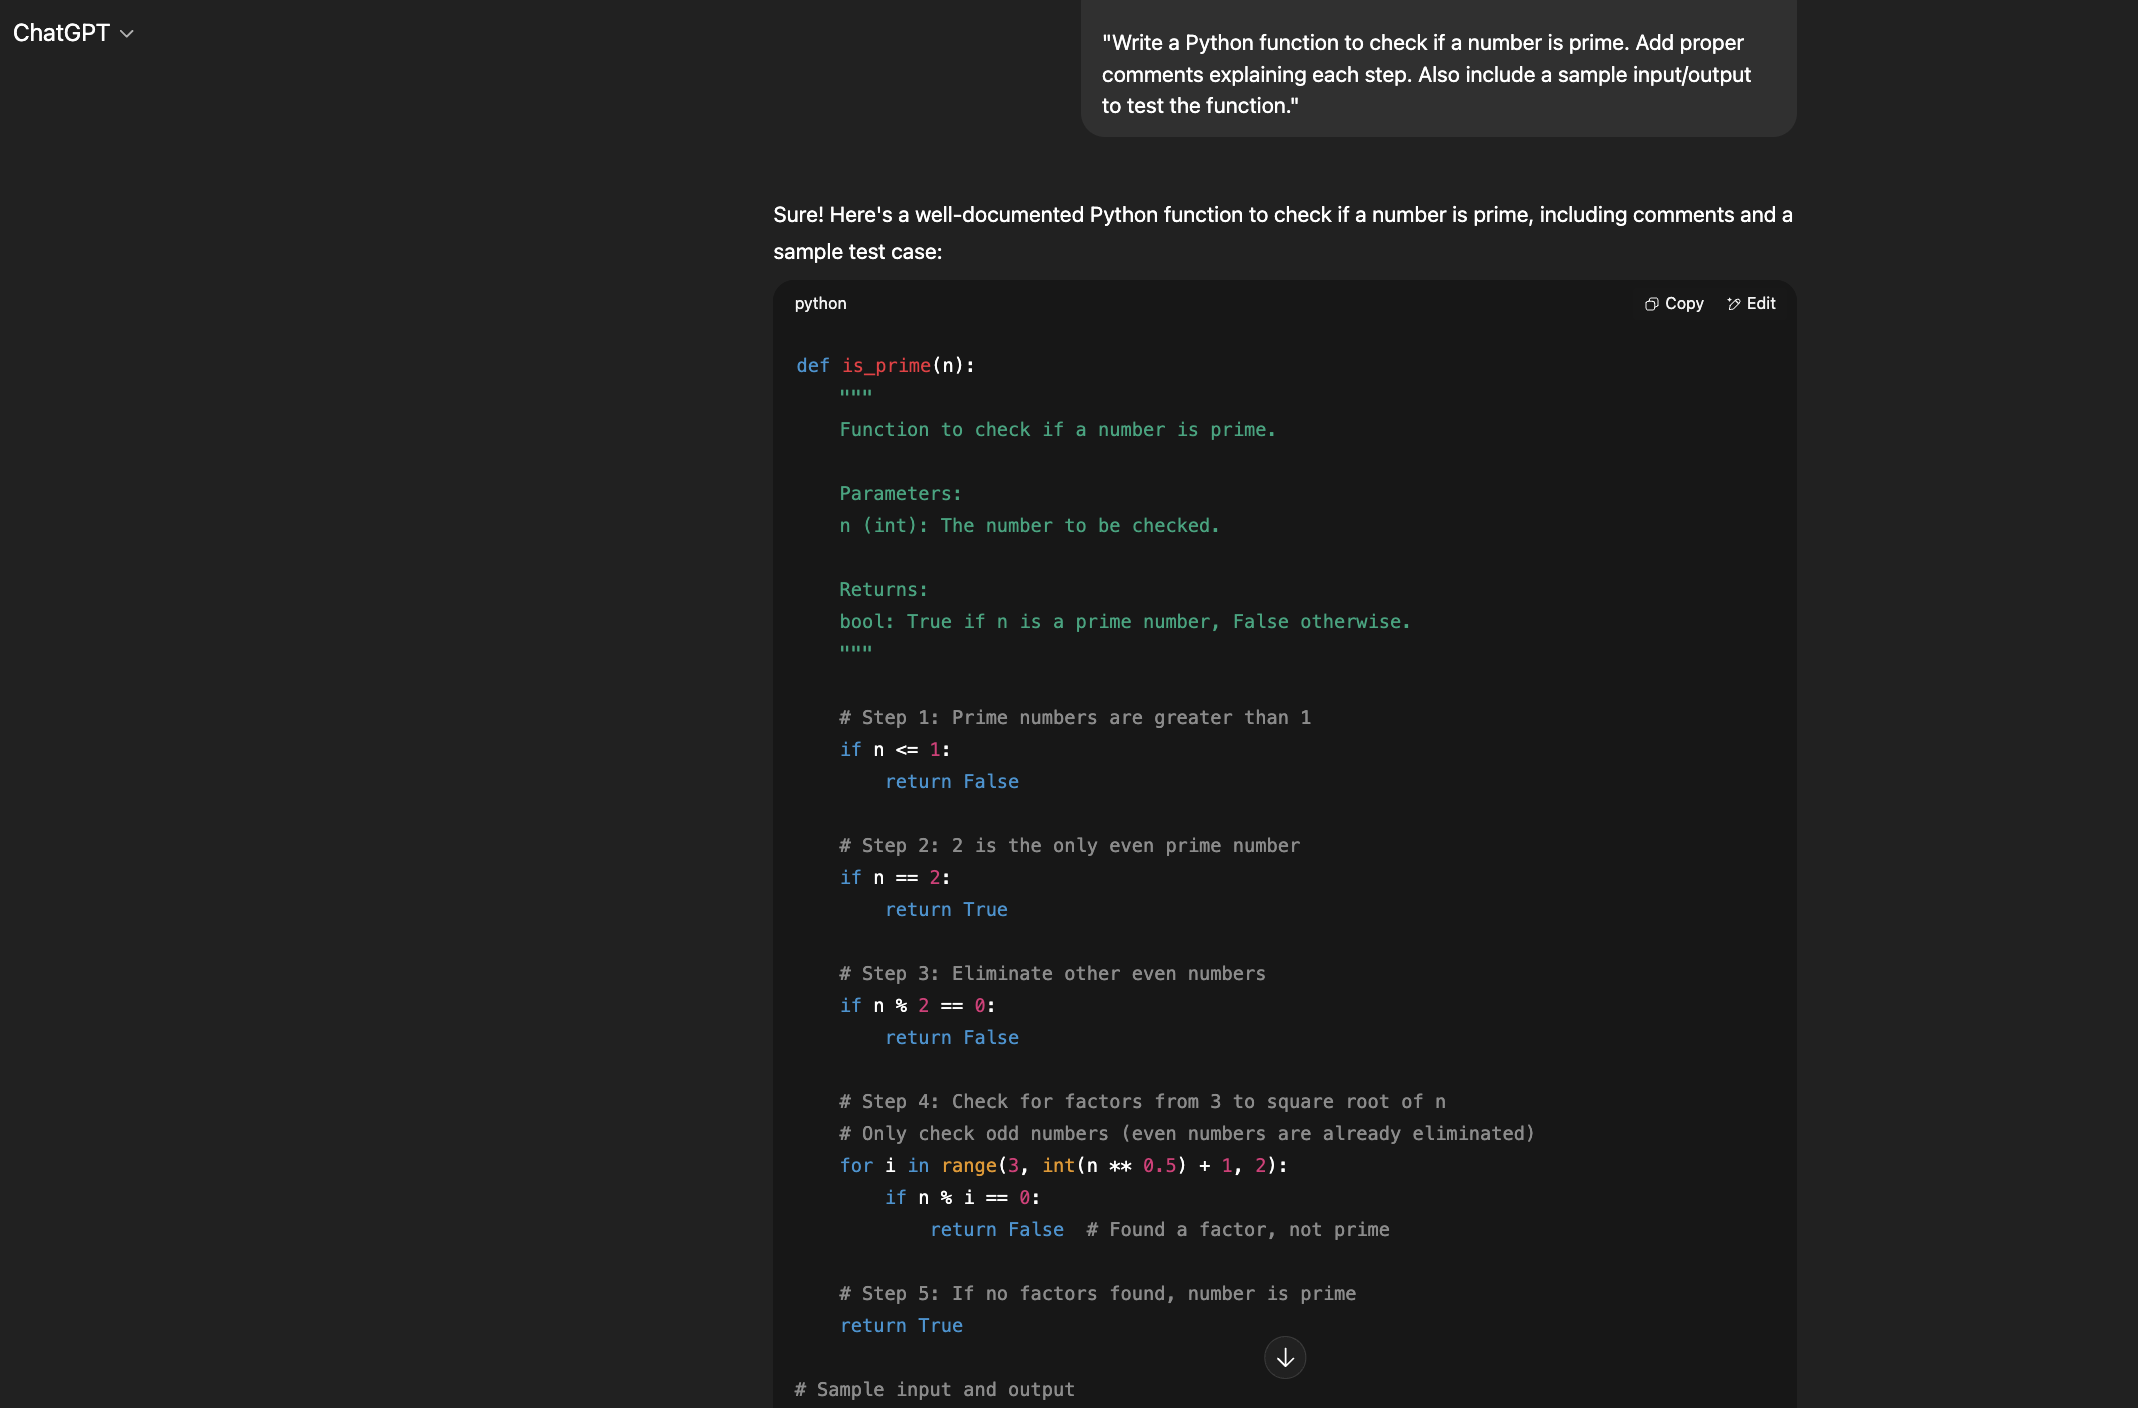 ChatGPT
"Write a Python function to check if a number is prime. Add proper
comments explaining each step. Also include a sample input/output
to test the function."
Sure! Here's a well-documented Python function to check if a number is prime, including comments and a
sample test case:
python
Copy
Edit
def is_prime(n):
    """
    Function to check if a number is prime.

    Parameters:
    n (int): The number to be checked.

    Returns:
    bool: True if n is a prime number, False otherwise.
    """

    # Step 1: Prime numbers are greater than 1
    if n <= 1:
        return False

    # Step 2: 2 is the only even prime number
    if n == 2:
        return True

    # Step 3: Eliminate other even numbers
    if n % 2 == 0:
        return False

    # Step 4: Check for factors from 3 to square root of n
    # Only check odd numbers (even numbers are already eliminated)
    for i in range(3, int(n ** 0.5) + 1, 2):
        if n % i == 0:
            return False  # Found a factor, not prime

    # Step 5: If no factors found, number is prime
    return True

# Sample input and output